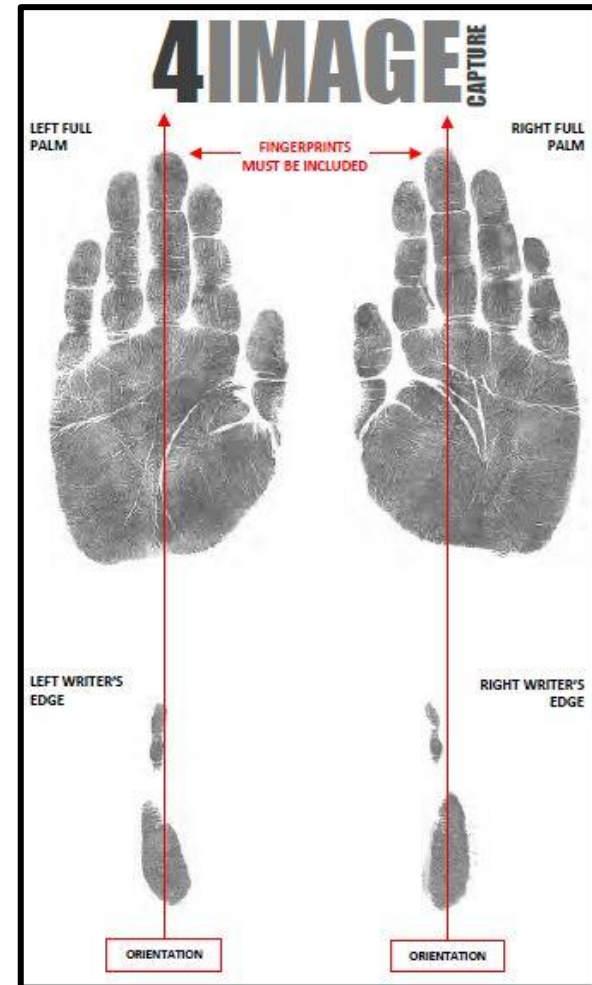 4IMAGE CAPTURE
LEFT FULL
PALM
RIGHT FULL
PALM
FINGERPRINTS
MUST BE INCLUDED
LEFT WRITER'S
EDGE
RIGHT WRITER'S
EDGE
ORIENTATION
ORIENTATION